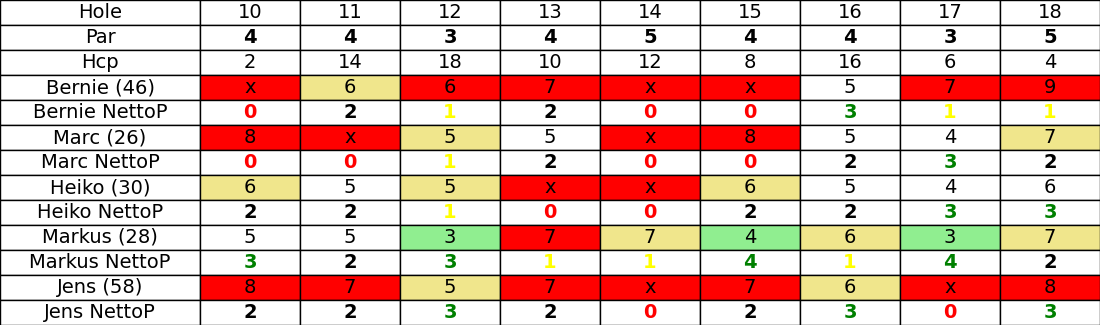 Hole 10 11 12 13 14 15 16 17 18
Par 4 4 3 4 5 4 4 3 5
Hcp 2 14 18 10 12 8 16 6 4
Bernie (46) x 6 6 7 x x 5 7 9
Bernie NettoP 0 2 1 2 0 0 3 1 1
Marc (26) 8 x 5 5 x 8 5 4 7
Marc NettoP 0 0 1 2 0 0 2 3 2
Heiko (30) 6 5 5 x x 6 5 4 6
Heiko NettoP 2 2 1 0 0 2 2 3 3
Markus (28) 5 5 3 7 7 4 6 3 7
Markus NettoP 3 2 3 1 1 4 1 4 2
Jens (58) 8 7 5 7 x 7 6 x 8
Jens NettoP 2 2 3 2 0 2 3 0 3